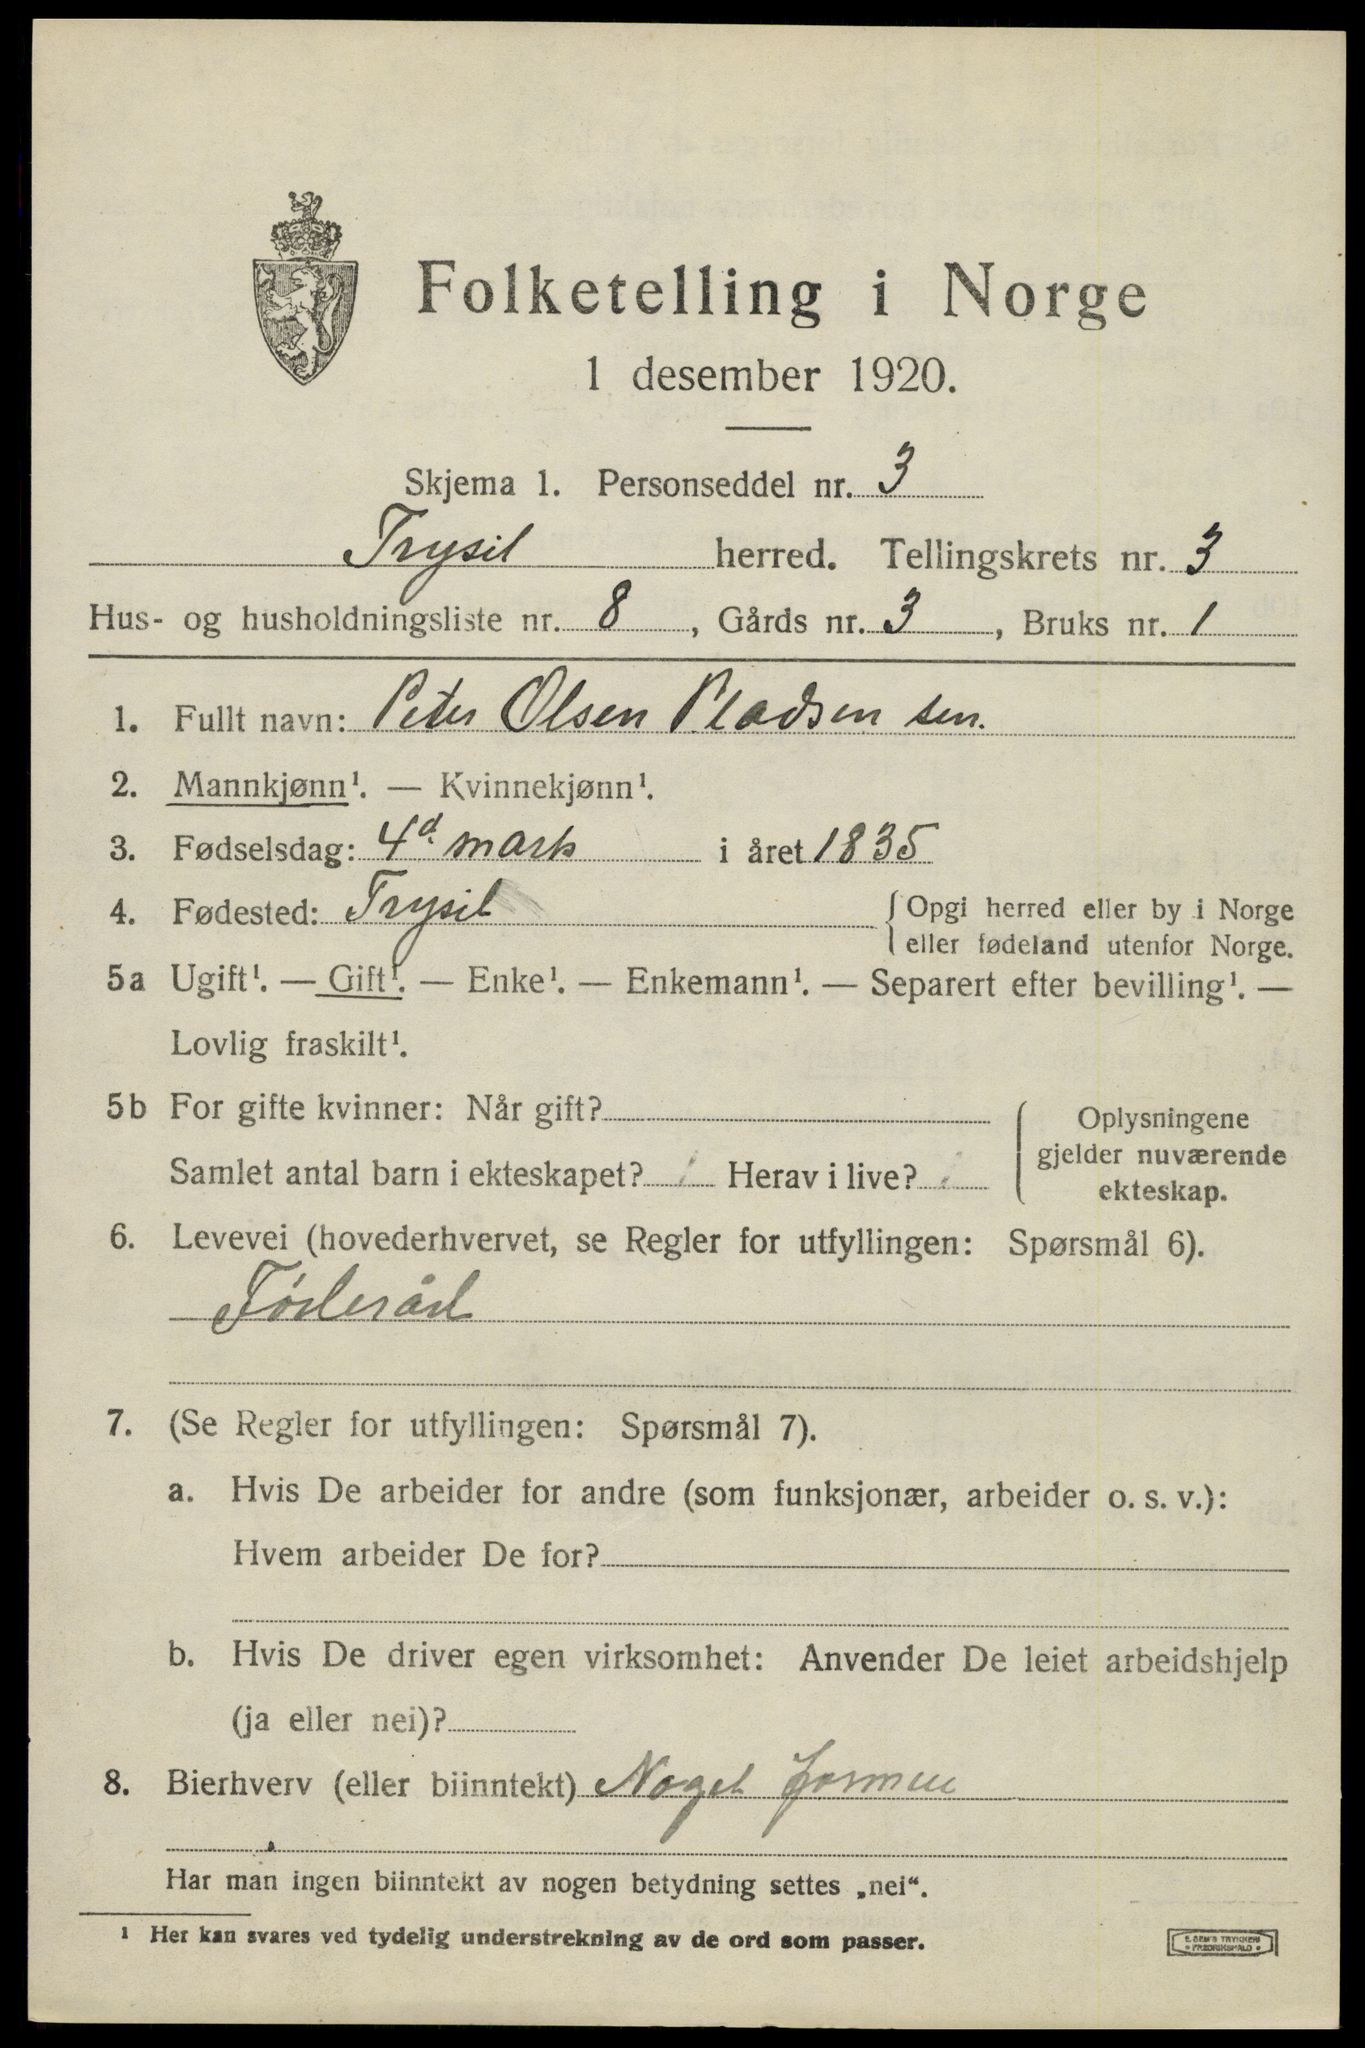 Folketelling i Norge
1 desember 1920.
Skjema 1. Personseddel nr. 3
Trysil herred. Tellingskrets nr. 3
Hus- og husholdningsliste nr. 8, Gårds nr. 3, Bruks nr. 1
1. Fullt navn: Peter Olsen Pladsen sen.
2. Mannkjønn¹. — Kvinnekjønn¹.
3. Fødselsdag: 4d. mars i året 1835
4. Fødested: Trysil {Opgi herred eller by i Norge
eller fødeland utenfor Norge.
5a Ugift¹. — Gift¹. — Enke¹. — Enkemann¹. — Separert efter bevilling¹. —
Lovlig fraskilt¹.
5b For gifte kvinner: Når gift?
Samlet antal barn i ekteskapet? Herav i live?
Oplysningene
gjelder nuværende
ekteskap.
6. Levevei (hovederhvervet, se Regler for utfyllingen: Spørsmål 6).
Føderåd
7. (Se Regler for utfyllingen: Spørsmål 7).
a. Hvis De arbeider for andre (som funksjonær, arbeider o. s. v.):
Hvem arbeider De for?
b. Hvis De driver egen virksomhet: Anvender De leiet arbeidshjelp
(ja eller nei)?
8. Bierhverv (eller biinntekt) Noget formue
Har man ingen biinntekt av nogen betydning settes „nei“.
¹ Her kan svares ved tydelig understrekning av de ord som passer.
E. SEM'S TRYKKERI
FREDRIKSHALD